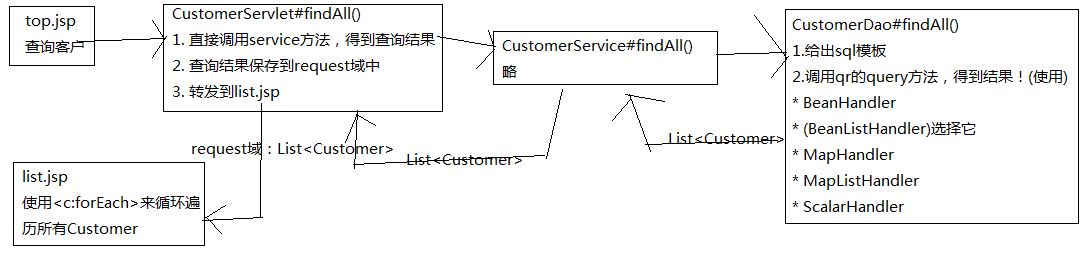 top.jsp
查询客户
CustomerServlet#findAll()
1. 直接调用service方法，得到查询结果
2. 查询结果保存到request域中
3. 转发到list.jsp
CustomerService#findAll()
略
CustomerDao#findAll()
1.给出sql模板
2.调用qr的query方法，得到结果！(使用)
* BeanHandler
* (BeanListHandler)选择它
* MapHandler
* MapListHandler
* ScalarHandler
List<Customer>
List<Customer>
request域：List<Customer>
list.jsp
使用<c:forEach>来循环遍
历所有Customer